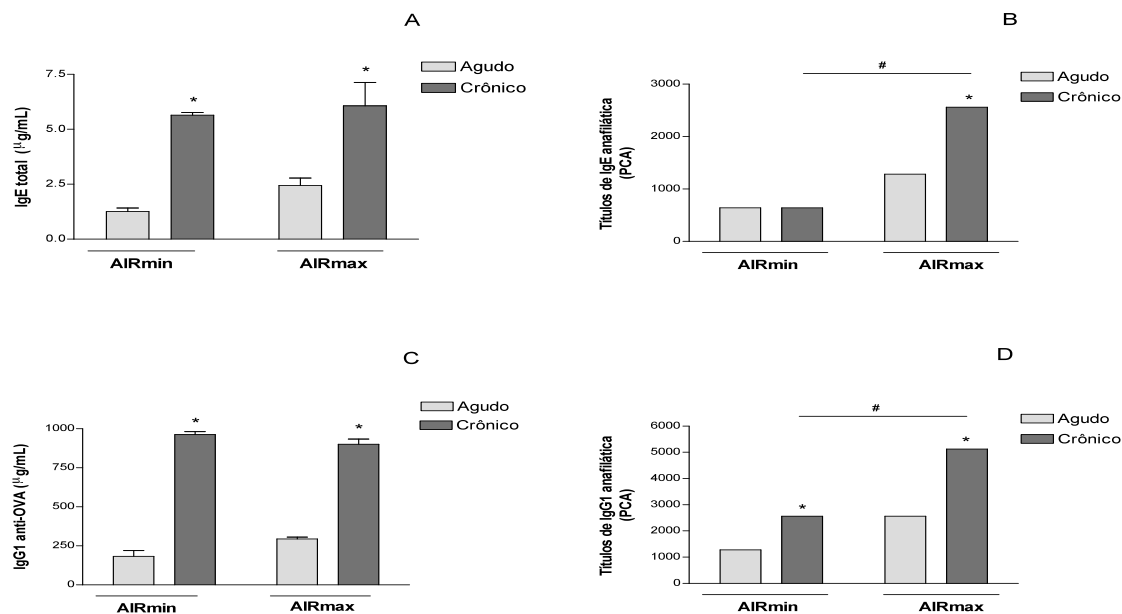 A
Agudo
Crônico
IgE total (µg/mL)
7.5
5.0
2.5
0.0
*
*
AIRmin
AIRmax
B
Agudo
Crônico
Títulos de IgE anafilática
(PCA)
3000
2000
1000
0
#
*
AIRmin
AIRmax
C
Agudo
Crônico
IgG1 anti-OVA (µg/mL)
1000
750
500
250
0
*
*
AIRmin
AIRmax
D
Agudo
Crônico
Títulos de IgG1 anafilática
(PCA)
6000
5000
4000
3000
2000
1000
0
#
*
*
AIRmin
AIRmax